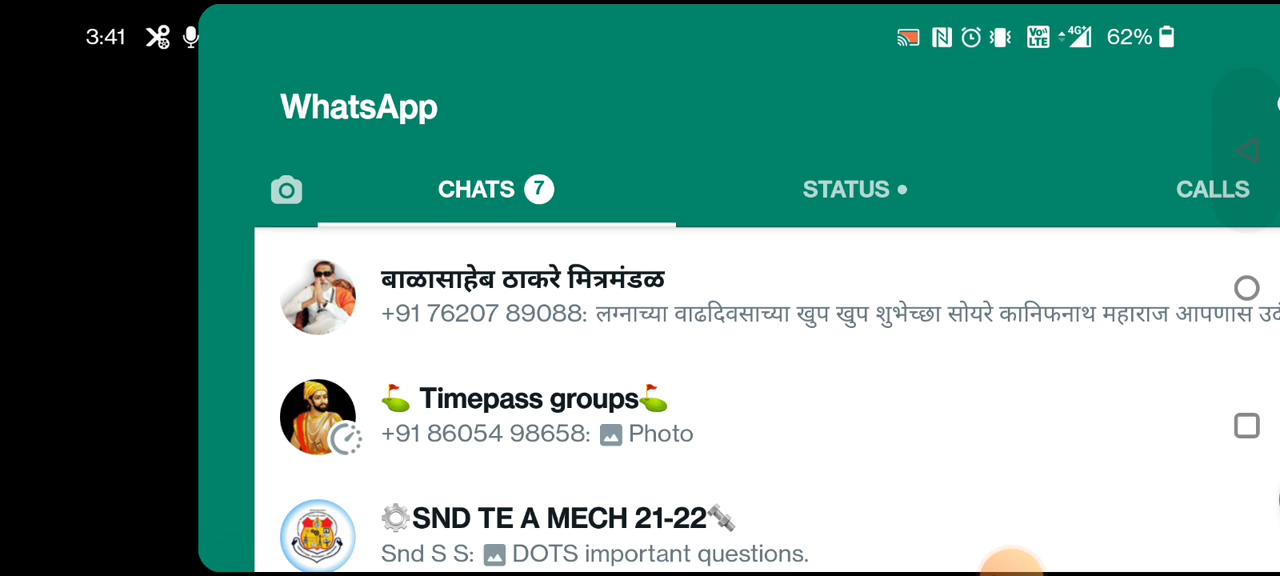 3:41 62%
WhatsApp
CHATS 7 STATUS CALLS
बाळासाहेब ठाकरे मित्रमंडळ
+91 76207 89088: लग्नाच्या वाढदिवसाच्या खुप खुप शुभेच्छा सोयरे कानिफनाथ महाराज आपणास
⛳ Timepass groups⛳
+91 86054 98658: Photo
⚙SND TE A MECH 21-22🔩
Snd S S: DOTS important questions.